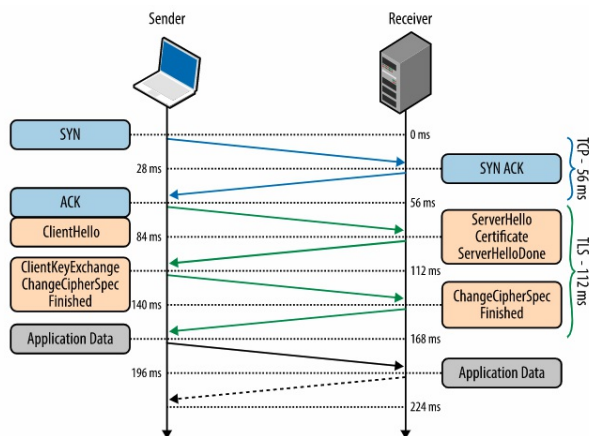 Sender
Receiver
SYN
0 ms
28 ms
SYN ACK
TCP - 56 ms
ACK
56 ms
ClientHello
84 ms
ServerHello
Certificate
ServerHelloDone
TLS - 112 ms
ClientKeyExchange
ChangeCipherSpec
Finished
112 ms
140 ms
ChangeCipherSpec
Finished
Application Data
168 ms
196 ms
Application Data
224 ms